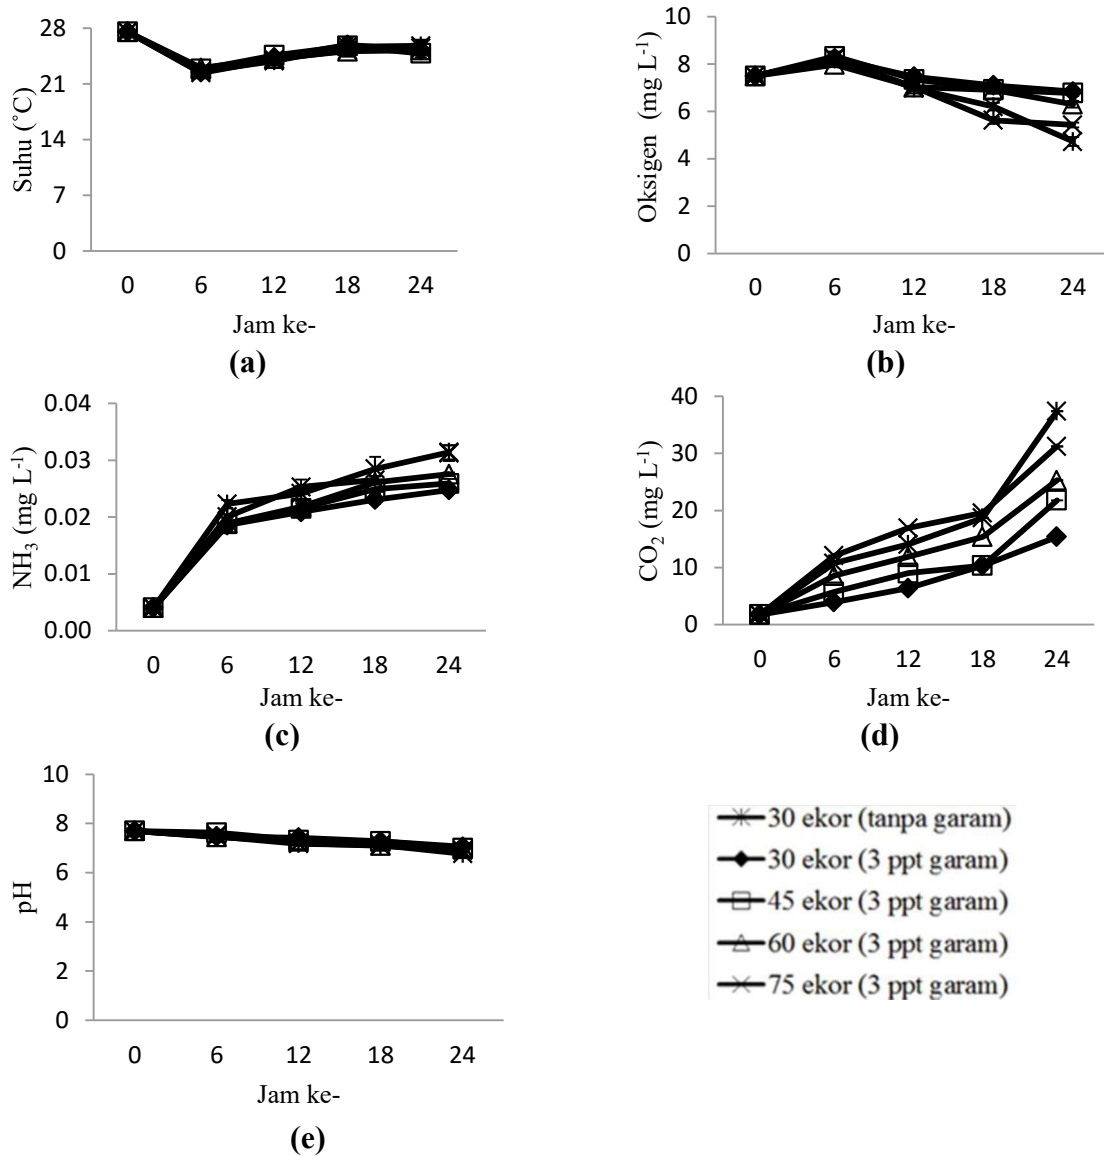 28
21
14
7
0
Suhu (˚C)
0 6 12 18 24
Jam ke-
(a)
10
8
6
4
2
0
Oksigen (mg L⁻¹)
0 6 12 18 24
Jam ke-
(b)
0.04
0.03
0.02
0.01
0.00
NH₃ (mg L⁻¹)
0 6 12 18 24
Jam ke-
(c)
40
30
20
10
0
CO₂ (mg L⁻¹)
0 6 12 18 24
Jam ke-
(d)
10
8
6
4
2
0
pH
0 6 12 18 24
Jam ke-
(e)
30 ekor (tanpa garam)
30 ekor (3 ppt garam)
45 ekor (3 ppt garam)
60 ekor (3 ppt garam)
75 ekor (3 ppt garam)